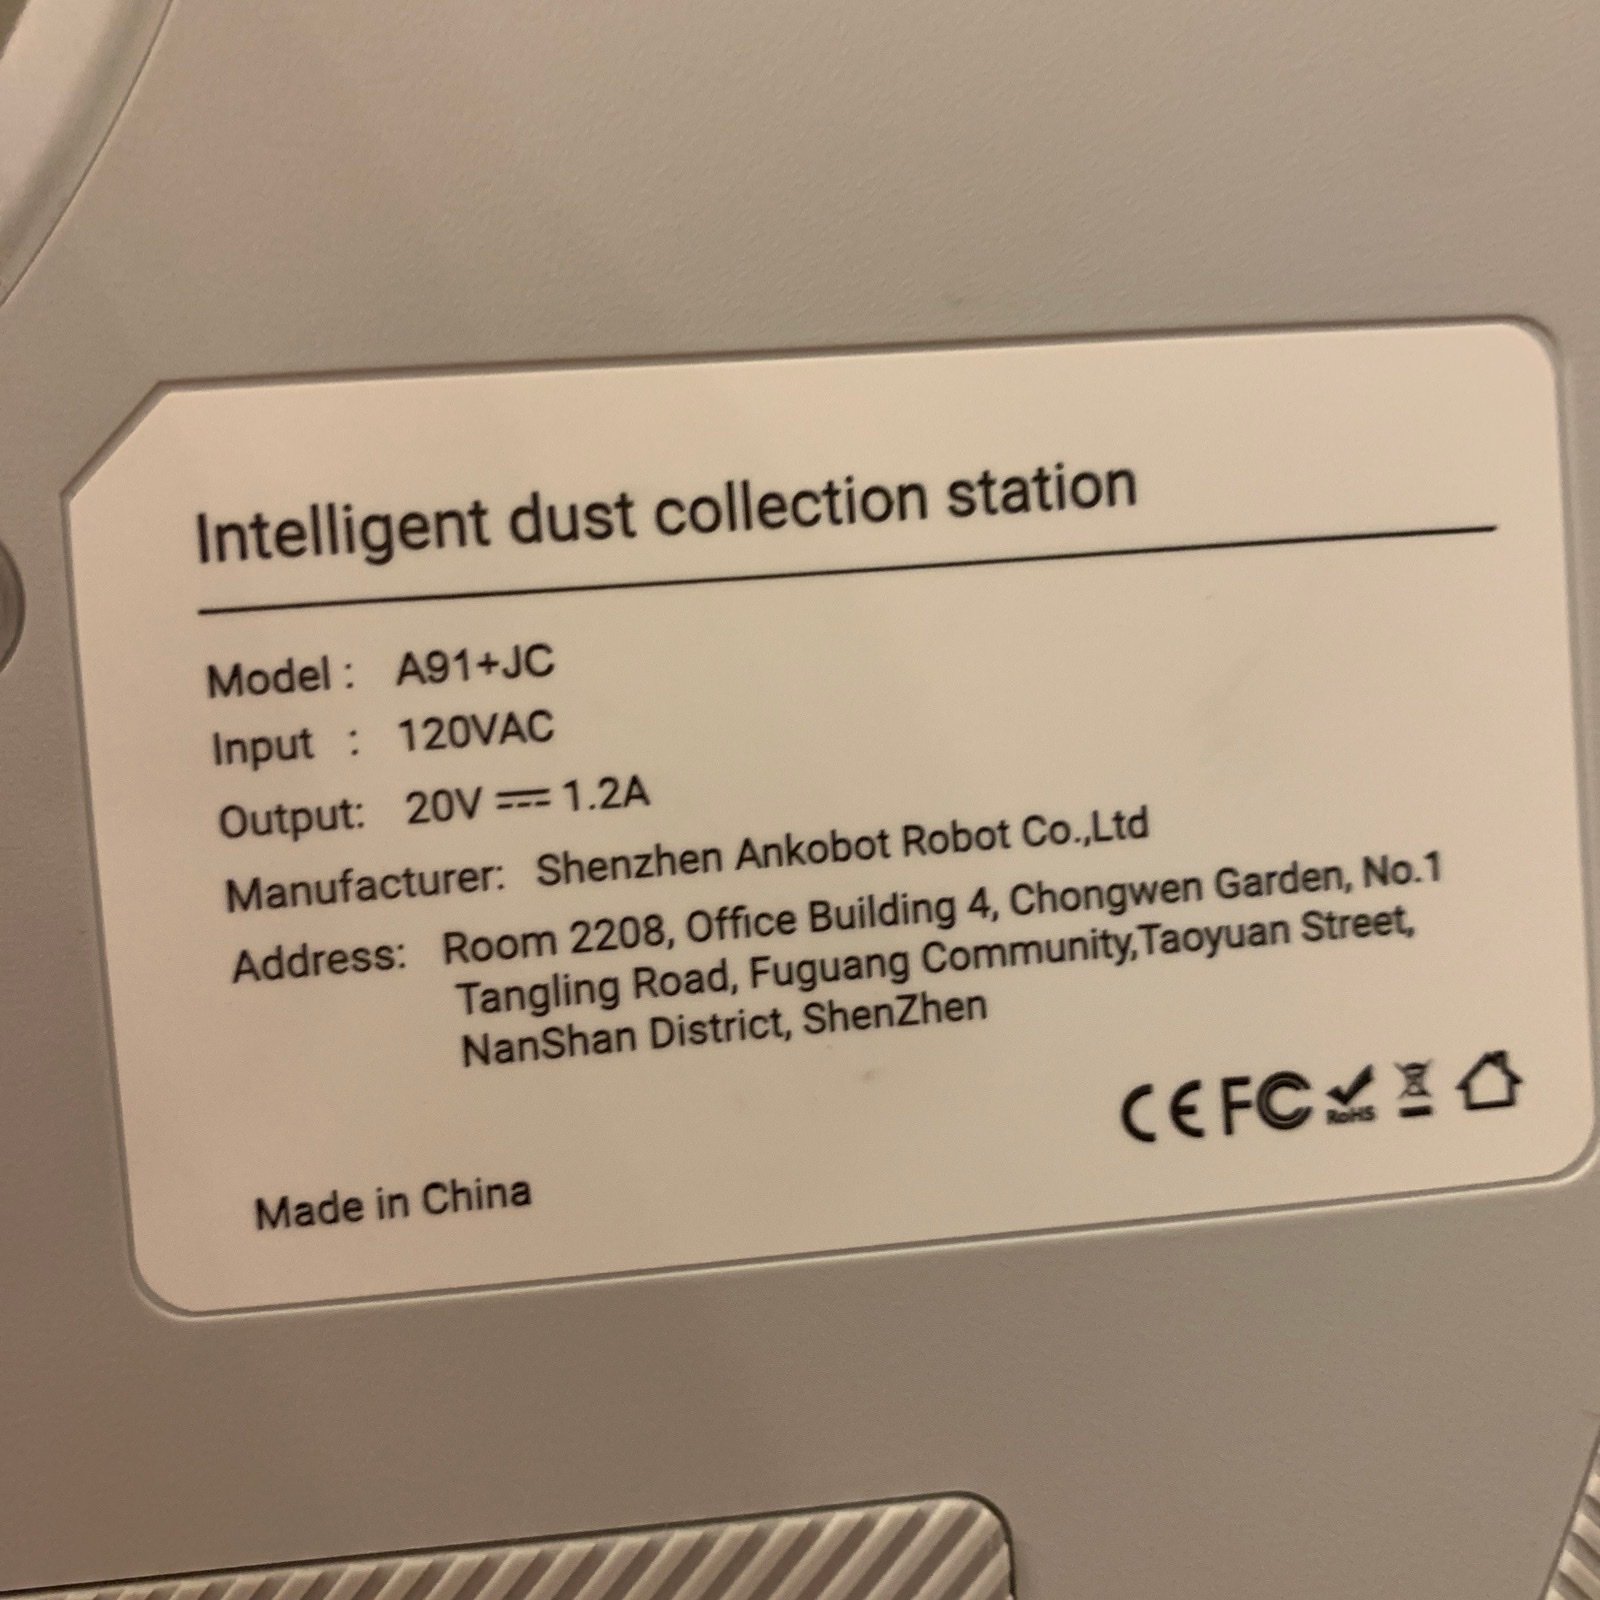 Intelligent dust collection station
Model : A91+JC
Input : 120VAC
Output: 20V ⎓ 1.2A
Manufacturer: Shenzhen Ankobot Robot Co.,Ltd
Address: Room 2208, Office Building 4, Chongwen Garden, No.1
Tangling Road, Fuguang Community,Taoyuan Street,
NanShan District, ShenZhen
CE FC RoHS
Made in China